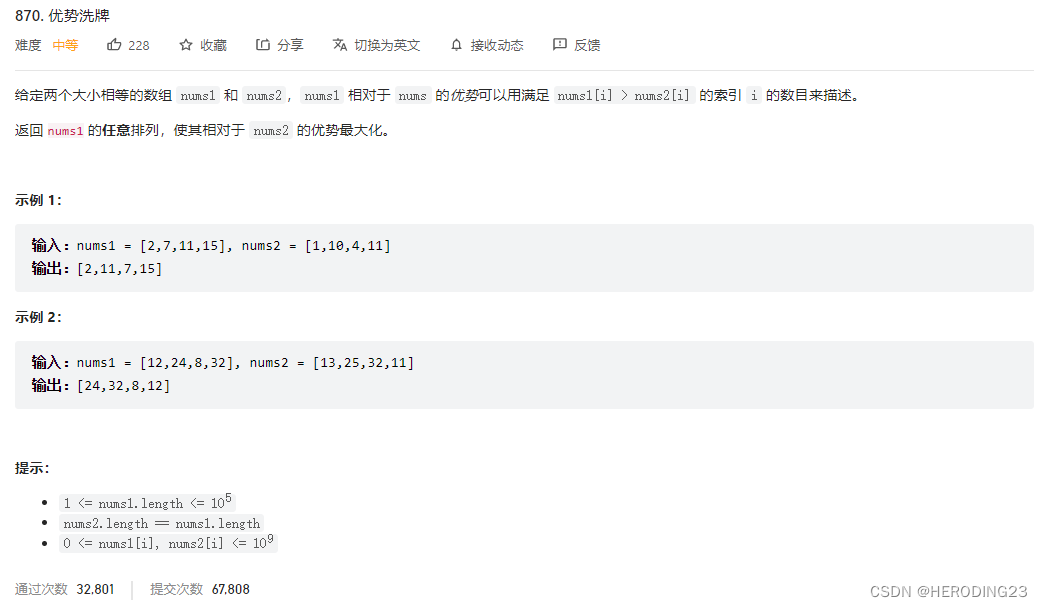 870. 优势洗牌
难度 中等 228 收藏 分享 切换为英文 接收动态 反馈
给定两个大小相等的数组 nums1 和 nums2，nums1 相对于 nums 的优势可以用满足 nums1[i] > nums2[i] 的索引 i 的数目来描述。
返回 nums1 的任意排列，使其相对于 nums2 的优势最大化。
示例 1：
输入：nums1 = [2,7,11,15], nums2 = [1,10,4,11]
输出：[2,11,7,15]
示例 2：
输入：nums1 = [12,24,8,32], nums2 = [13,25,32,11]
输出：[24,32,8,12]
提示：
• 1 <= nums1.length <= 10^5
• nums2.length == nums1.length
• 0 <= nums1[i], nums2[i] <= 10^9
通过次数 32,801 提交次数 67,808
CSDN @HERODING23